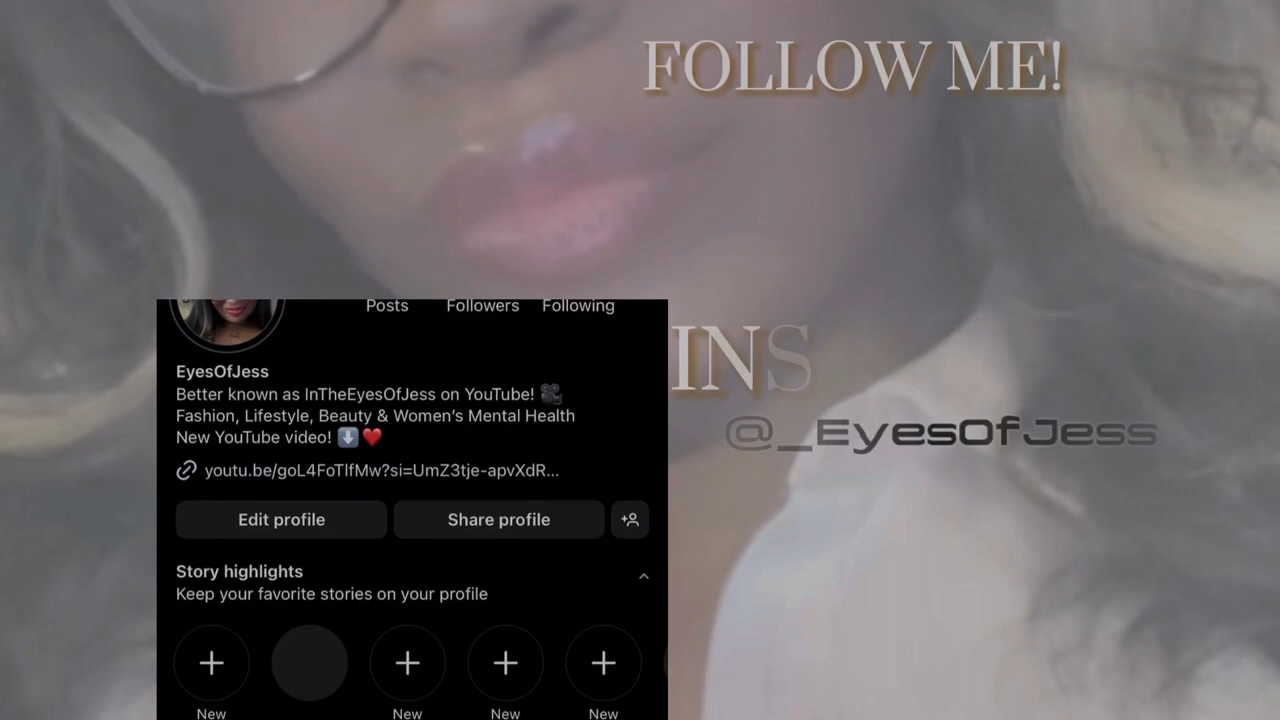 FOLLOW ME!
Posts Followers Following
EyesOfJess
Better known as InTheEyesOfJess on YouTube! 🎥
Fashion, Lifestyle, Beauty & Women's Mental Health
New YouTube video! ⬇️❤️
youtu.be/goL4FoTlfMw?si=UmZ3tje-apvXdR...
Edit profile Share profile
Story highlights
Keep your favorite stories on your profile
New New New New
INS
@_EyesOfJess